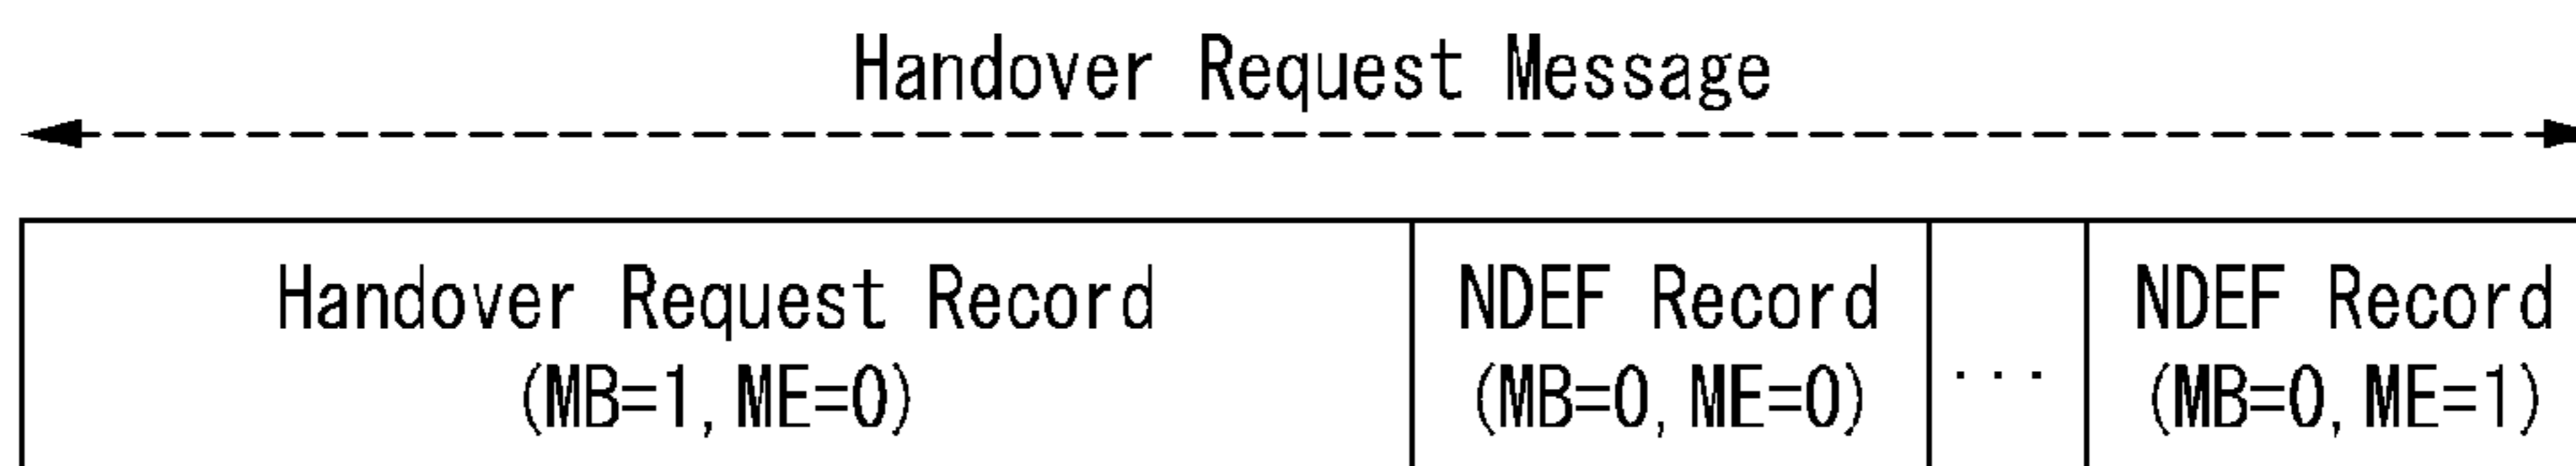 Handover Request Message
Handover Request Record
(MB=1, ME=0)
NDEF Record
(MB=0, ME=0)
...
NDEF Record
(MB=0, ME=1)